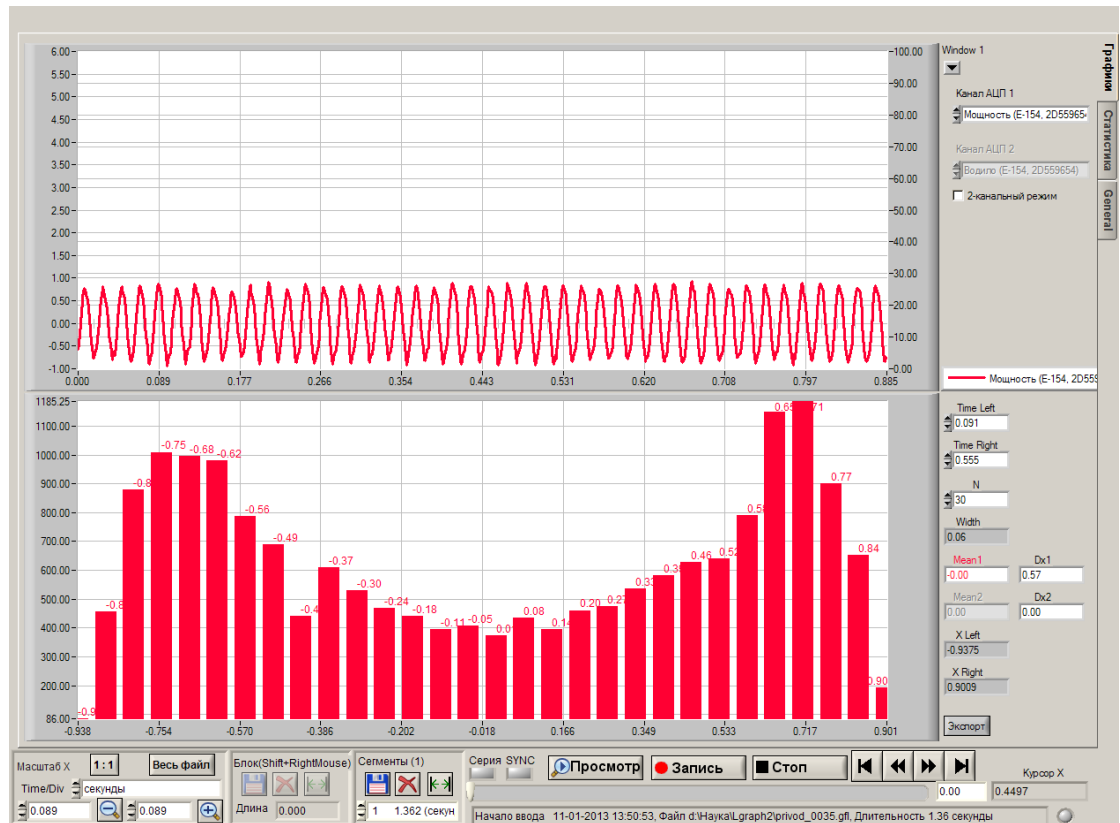 6.00
5.50
5.00
4.50
4.00
3.50
3.00
2.50
2.00
1.50
1.00
0.50
0.00
-0.50
-1.00
100.00
90.00
80.00
70.00
60.00
50.00
40.00
30.00
20.00
10.00
0.00
0.000 0.089 0.177 0.266 0.354 0.443 0.531 0.620 0.708 0.797 0.885
Window 1
Канал АЦП 1
Мощность (E-154, 2D55965
Канал АЦП 2
Водило (E-154, 2D559654)
2-канальный режим
Мощность (E-154, 2D55
Графики
Статистика
General
1185.25
1100.00
1000.00
900.00
800.00
700.00
600.00
500.00
400.00
300.00
200.00
86.00
-0.9 -0.8 -0.8 -0.75 -0.68 -0.62 -0.56 -0.49 -0.4 -0.37 -0.30 -0.24 -0.18 -0.11 -0.05 0.0 0.08 0.14 0.20 0.27 0.33 0.39 0.46 0.52 0.58 0.65 71 0.77 0.84 0.90
-0.938 -0.754 -0.570 -0.386 -0.202 -0.018 0.166 0.349 0.533 0.717 0.901
Time Left
0.091
Time Right
0.555
N
30
Width
0.06
Mean1 Dx1
-0.00 0.57
Mean2 Dx2
0.00 0.00
X Left
-0.9375
X Right
0.9009
Экспорт
Масштаб X 1:1 Весь файл
Time/Div секунды
0.089 0.089
Блок(Shift+RightMouse)
Длина 0.000
Сегменты (1)
1 1.362 (секун
Серия SYNC Просмотр Запись Стоп
0.00
Курсор X
0.4497
Начало ввода 11-01-2013 13:50:53, Файл d:\Наука\Lgraph2\privod_0035.gfl, Длительность 1.36 секунды